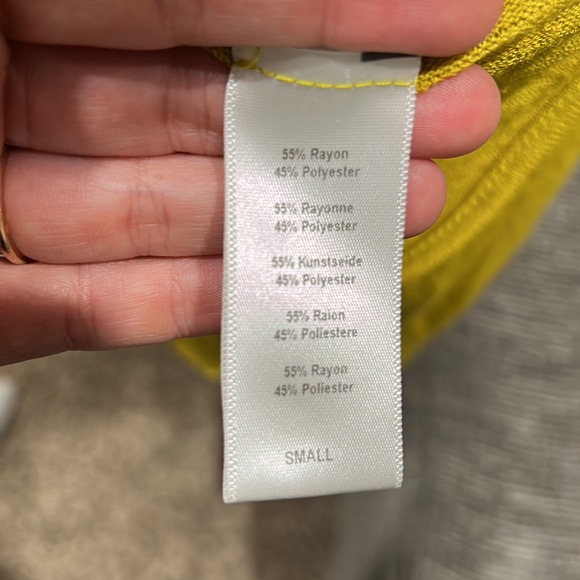 55% Rayon
45% Polyester
55% Rayonne
45% Polyester
55% Kunstseide
45% Polyester
55% Raion
45% Poliestere
55% Rayon
45% Poliester
SMALL